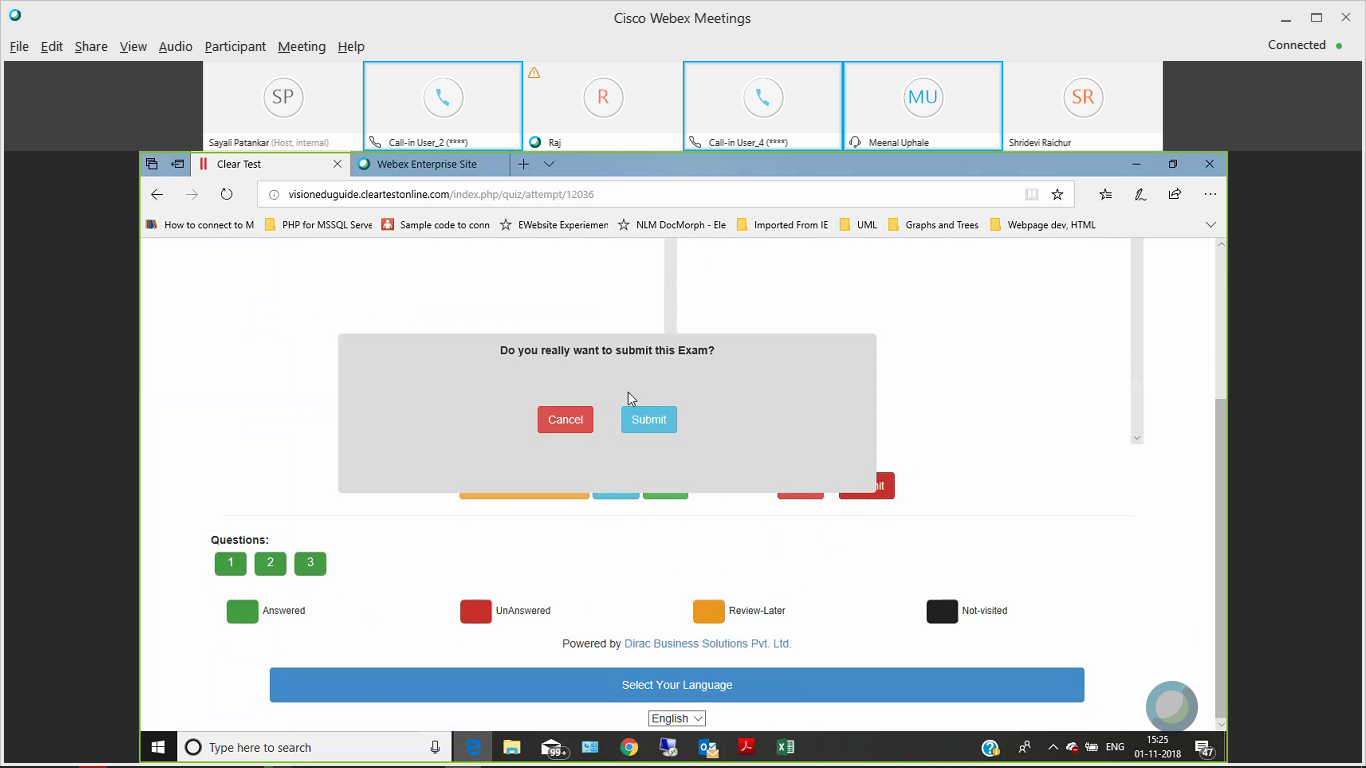 Cisco Webex Meetings
File Edit Share View Audio Participant Meeting Help
Connected
SP
R
MU
SR
Sayali Patankar (Host, internal)
Call-in User_2 (****)
Raj
Call-in User_4 (****)
Meenal Uphale
Shridevi Raichur
Clear Test
Webex Enterprise Site
visioneduguide.cleartestonline.com/index.php/quiz/attempt/12036
How to connect to M
PHP for MSSQL Serve
Sample code to conn
EWebsite Experiemen
NLM DocMorph - Ele
Imported From IE
UML
Graphs and Trees
Webpage dev, HTML
Do you really want to submit this Exam?
Cancel
Submit
it
Questions:
1 2 3
Answered
UnAnswered
Review-Later
Not-visited
Powered by Dirac Business Solutions Pvt. Ltd.
Select Your Language
English
Type here to search
99+
ENG
15:25
01-11-2018
47